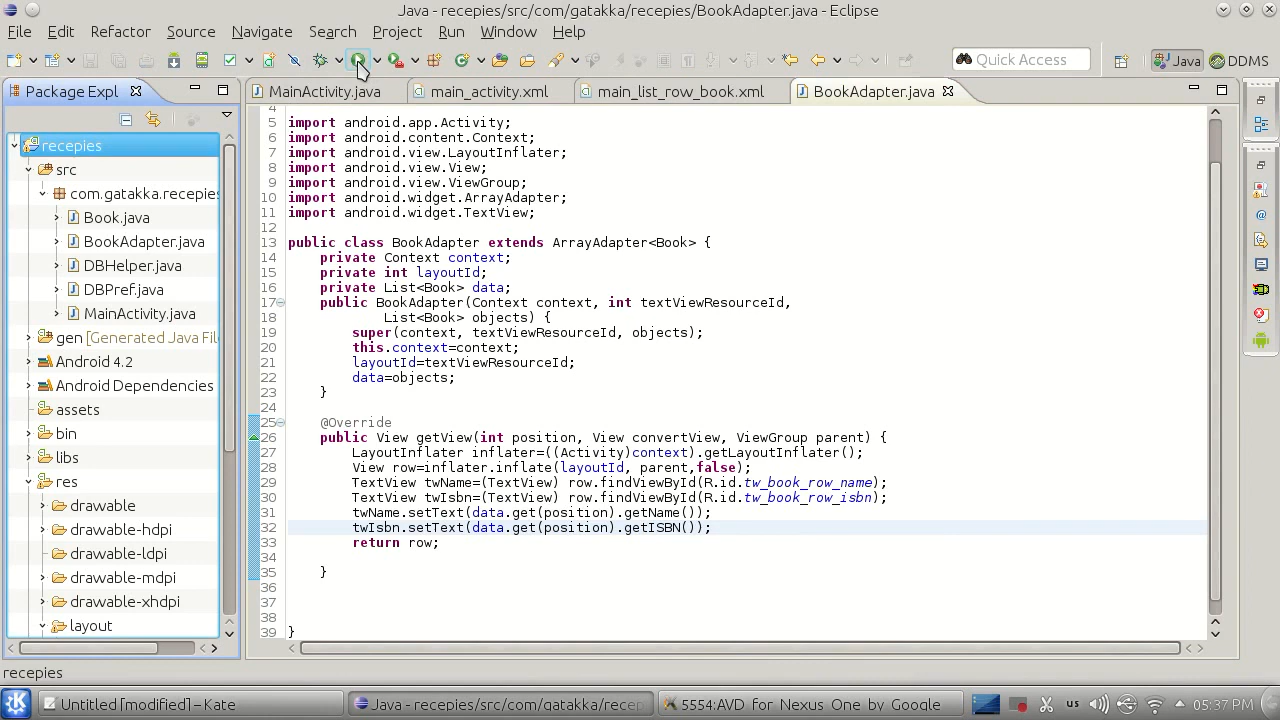 Java - recepies/src/com/gatakka/recepies/BookAdapter.java - Eclipse
File Edit Refactor Source Navigate Search Project Run Window Help
Quick Access
Java
DDMS
Package Expl
MainActivity.java
main_activity.xml
main_list_row_book.xml
BookAdapter.java
recepies
src
com.gatakka.recepies
Book.java
BookAdapter.java
DBHelper.java
DBPref.java
MainActivity.java
gen [Generated Java Fil
Android 4.2
Android Dependencies
assets
bin
libs
res
drawable
drawable-hdpi
drawable-ldpi
drawable-mdpi
drawable-xhdpi
layout
4
5 import android.app.Activity;
6 import android.content.Context;
7 import android.view.LayoutInflater;
8 import android.view.View;
9 import android.view.ViewGroup;
10 import android.widget.ArrayAdapter;
11 import android.widget.TextView;
12
13 public class BookAdapter extends ArrayAdapter<Book> {
14 private Context context;
15 private int layoutId;
16 private List<Book> data;
17 public BookAdapter(Context context, int textViewResourceId,
18 List<Book> objects) {
19 super(context, textViewResourceId, objects);
20 this.context=context;
21 layoutId=textViewResourceId;
22 data=objects;
23 }
24
25 @Override
26 public View getView(int position, View convertView, ViewGroup parent) {
27 LayoutInflater inflater=((Activity)context).getLayoutInflater();
28 View row=inflater.inflate(layoutId, parent,false);
29 TextView twName=(TextView) row.findViewById(R.id.tw_book_row_name);
30 TextView twIsbn=(TextView) row.findViewById(R.id.tw_book_row_isbn);
31 twName.setText(data.get(position).getName());
32 twIsbn.setText(data.get(position).getISBN());
33 return row;
34
35 }
36
37
38
39 }
recepies
Untitled [modified] - Kate
Java - recepies/src/com/gatakka/recep
5554:AVD for Nexus One by Google
us
05:37 PM